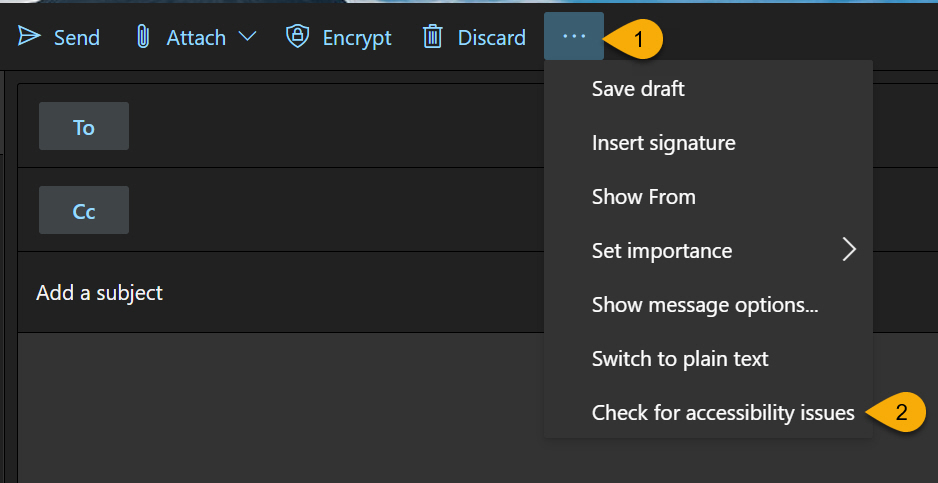 Send Attach Encrypt Discard ... 1
Save draft
To
Insert signature
Show From
Cc
Set importance
Add a subject
Show message options...
Switch to plain text
Check for accessibility issues 2